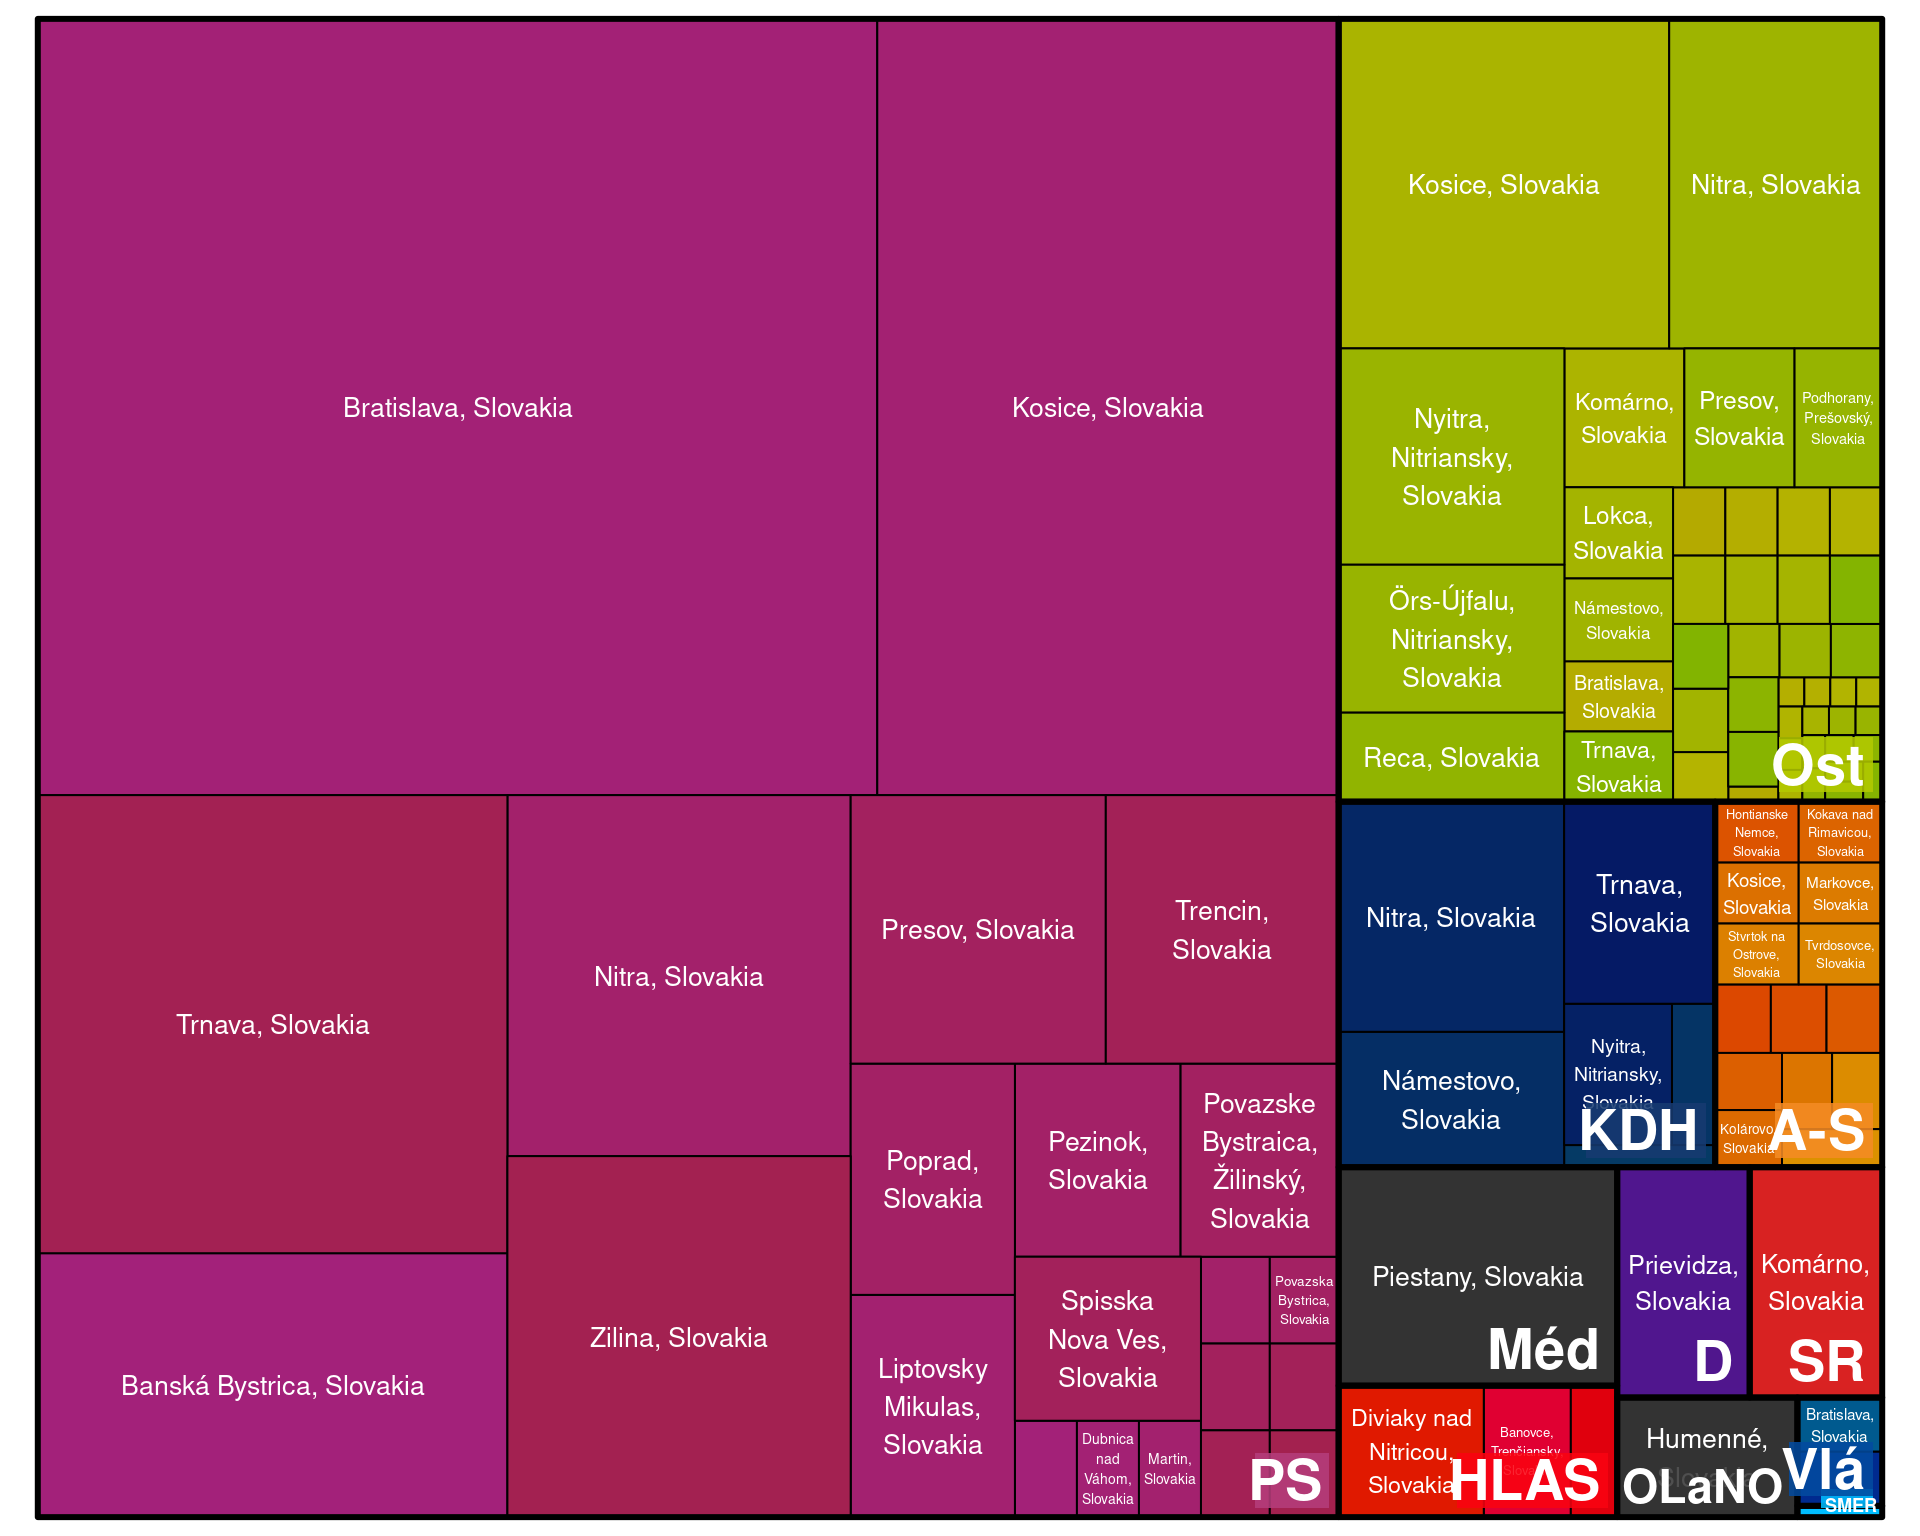 Bratislava, Slovakia
Kosice, Slovakia
Trnava, Slovakia
Banská Bystrica, Slovakia
Nitra, Slovakia
Zilina, Slovakia
Presov, Slovakia
Trencin,
Slovakia
Poprad,
Slovakia
Liptovsky
Mikulas,
Slovakia
Pezinok,
Slovakia
Povazske
Bystraica,
Žilinský,
Slovakia
Spisska
Nova Ves,
Slovakia
Povazska
Bystrica,
Slovakia
Dubnica
nad
Váhom,
Slovakia
Martin,
Slovakia
PS
Kosice, Slovakia
Nitra, Slovakia
Nyitra,
Nitriansky,
Slovakia
Örs-Újfalu,
Nitriansky,
Slovakia
Reca, Slovakia
Komárno,
Slovakia
Presov,
Slovakia
Podhorany,
Prešovský,
Slovakia
Lokca,
Slovakia
Námestovo,
Slovakia
Bratislava,
Slovakia
Trnava,
Slovakia
Ost
Nitra, Slovakia
Námestovo,
Slovakia
Trnava,
Slovakia
Nyitra,
Nitriansky,
Slovakia
KDH
Hontianske
Nemce,
Slovakia
Kokava nad
Rimavicou,
Slovakia
Kosice,
Slovakia
Markovce,
Slovakia
Stvrtok na
Ostrove,
Slovakia
Tvrdosovce,
Slovakia
Kolárovo,
Slovakia
A-S
Piestany, Slovakia
Méd
Prievidza,
Slovakia
D
Komárno,
Slovakia
SR
Diviaky nad
Nitricou,
Slovakia
Banovce,
Trenčiansky,
Slovakia
HLAS
Humenné,
Slovakia
OLaNO
Bratislava,
Slovakia
Vlá
SMER